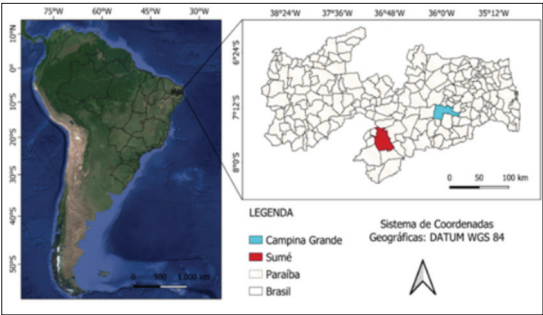 75°W 60°W 45°W 30°W
10°N
0°
10°S
20°S
30°S
40°S
50°S
0 500 1.000 km
38°24'W 37°36'W 36°48'W 36°0'W 35°12'W
6°24'S
7°12'S
8°0'S
0 50 100 km
LEGENDA
Campina Grande
Sumé
Paraíba
Brasil
Sistema de Coordenadas
Geográficas: DATUM WGS 84